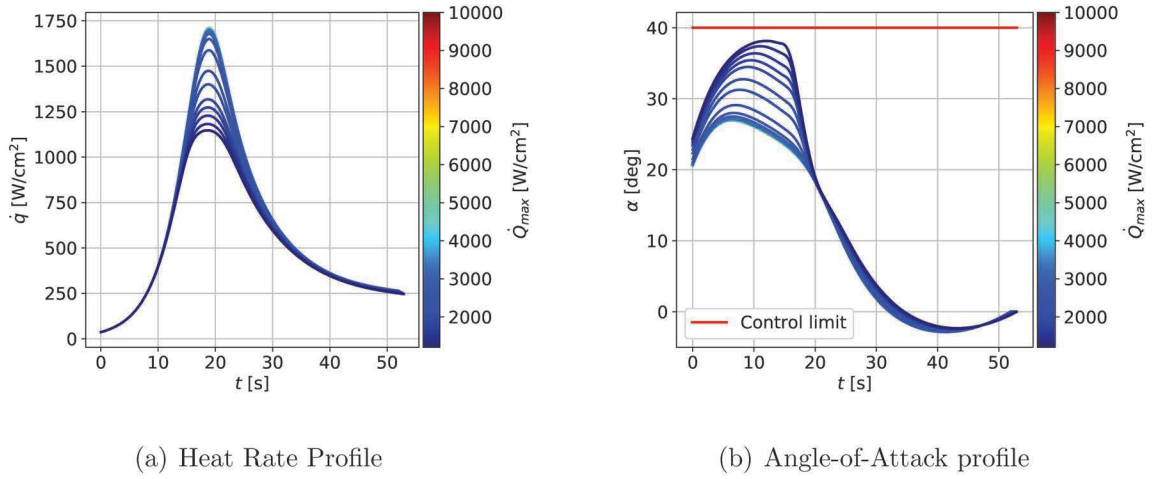 1750
1500
1250
1000
750
500
250
0
q̇ [W/cm²]
0 10 20 30 40 50
t [s]
10000
9000
8000
7000
6000
5000
4000
3000
2000
Q̇max [W/cm²]
(a) Heat Rate Profile
40
30
20
10
0
α [deg]
Control limit
0 10 20 30 40 50
t [s]
10000
9000
8000
7000
6000
5000
4000
3000
2000
Q̇max [W/cm²]
(b) Angle-of-Attack profile